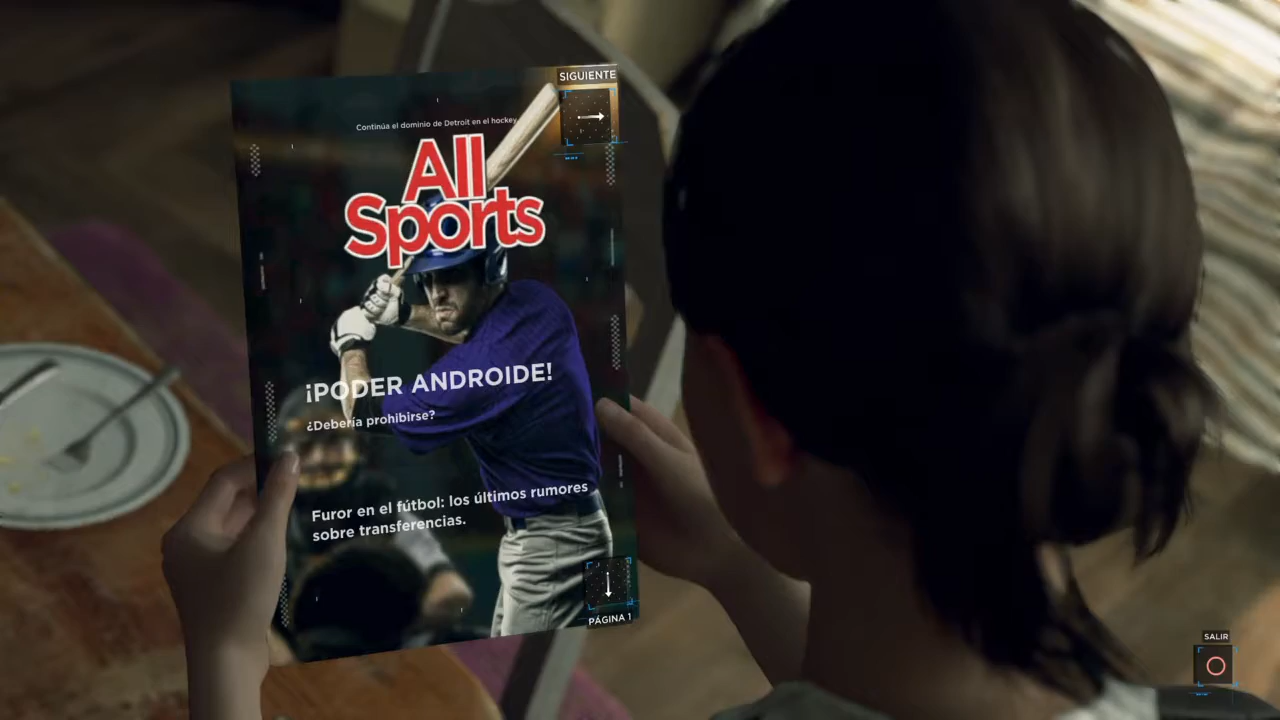 SIGUIENTE
Continúa el dominio de Detroit en el hockey
All
Sports
¡PODER ANDROIDE!
¿Debería prohibirse?
Furor en el fútbol: los últimos rumores
sobre transferencias.
PÁGINA 1
SALIR